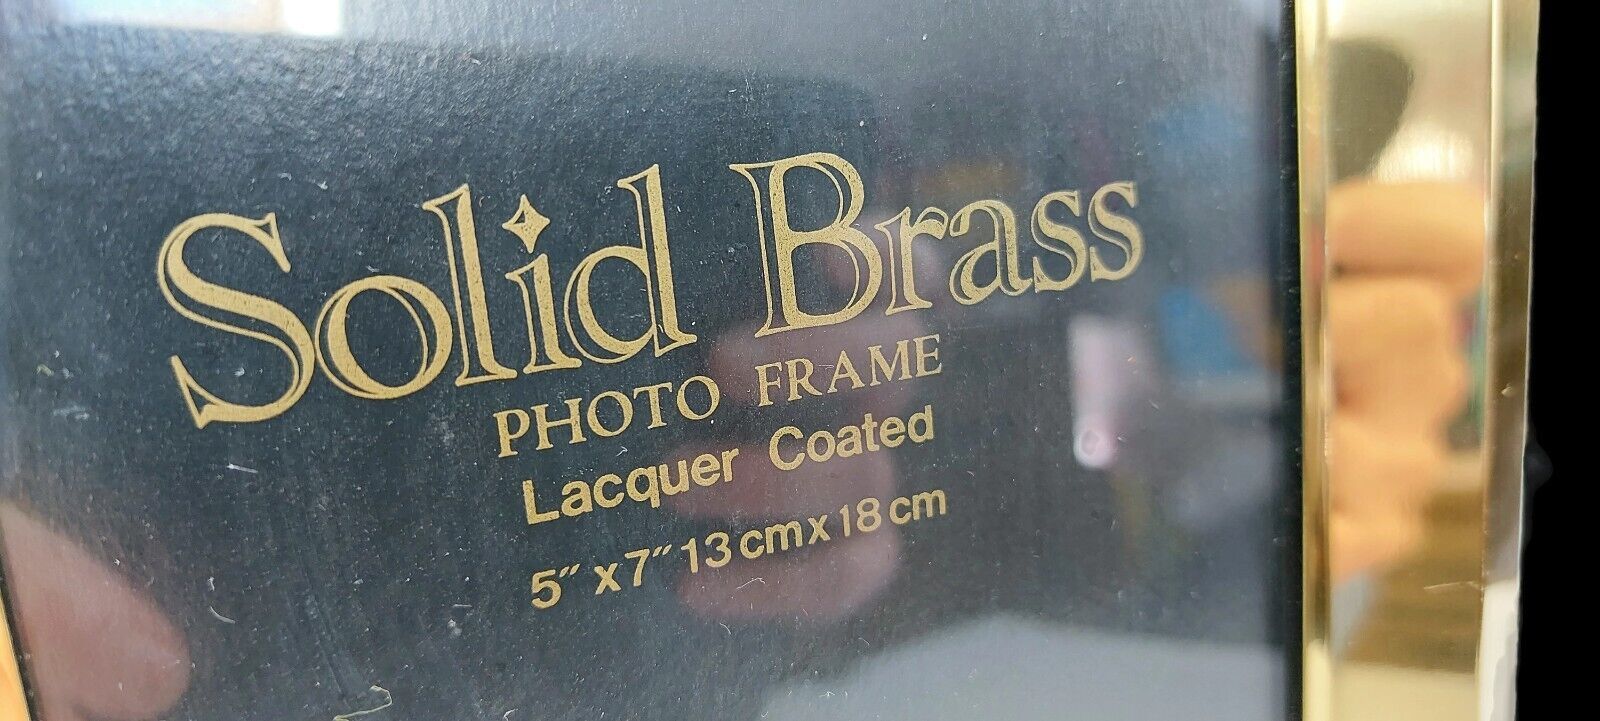 Solid Brass
PHOTO FRAME
Lacquer Coated
5″ x 7″ 13 cm x 18 cm